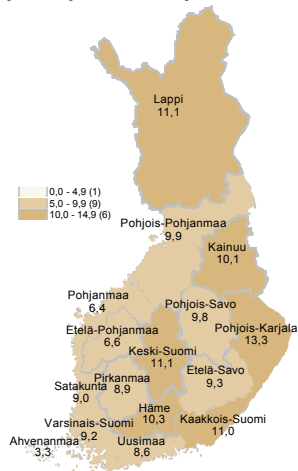 Lappi
11,1
0,0 - 4,9 (1)
5,0 - 9,9 (9)
10,0 - 14,9 (6)
Pohjois-Pohjanmaa
9,9
Kainuu
10,1
Pohjanmaa
6,4
Pohjois-Savo
9,8
Etelä-Pohjanmaa
6,6
Pohjois-Karjala
13,3
Keski-Suomi
11,1
Etelä-Savo
9,3
Pirkanmaa
8,9
Satakunta
9,0
Häme
10,3
Kaakkois-Suomi
11,0
Varsinais-Suomi
9,2
Uusimaa
8,6
Ahvenanmaa
3,3